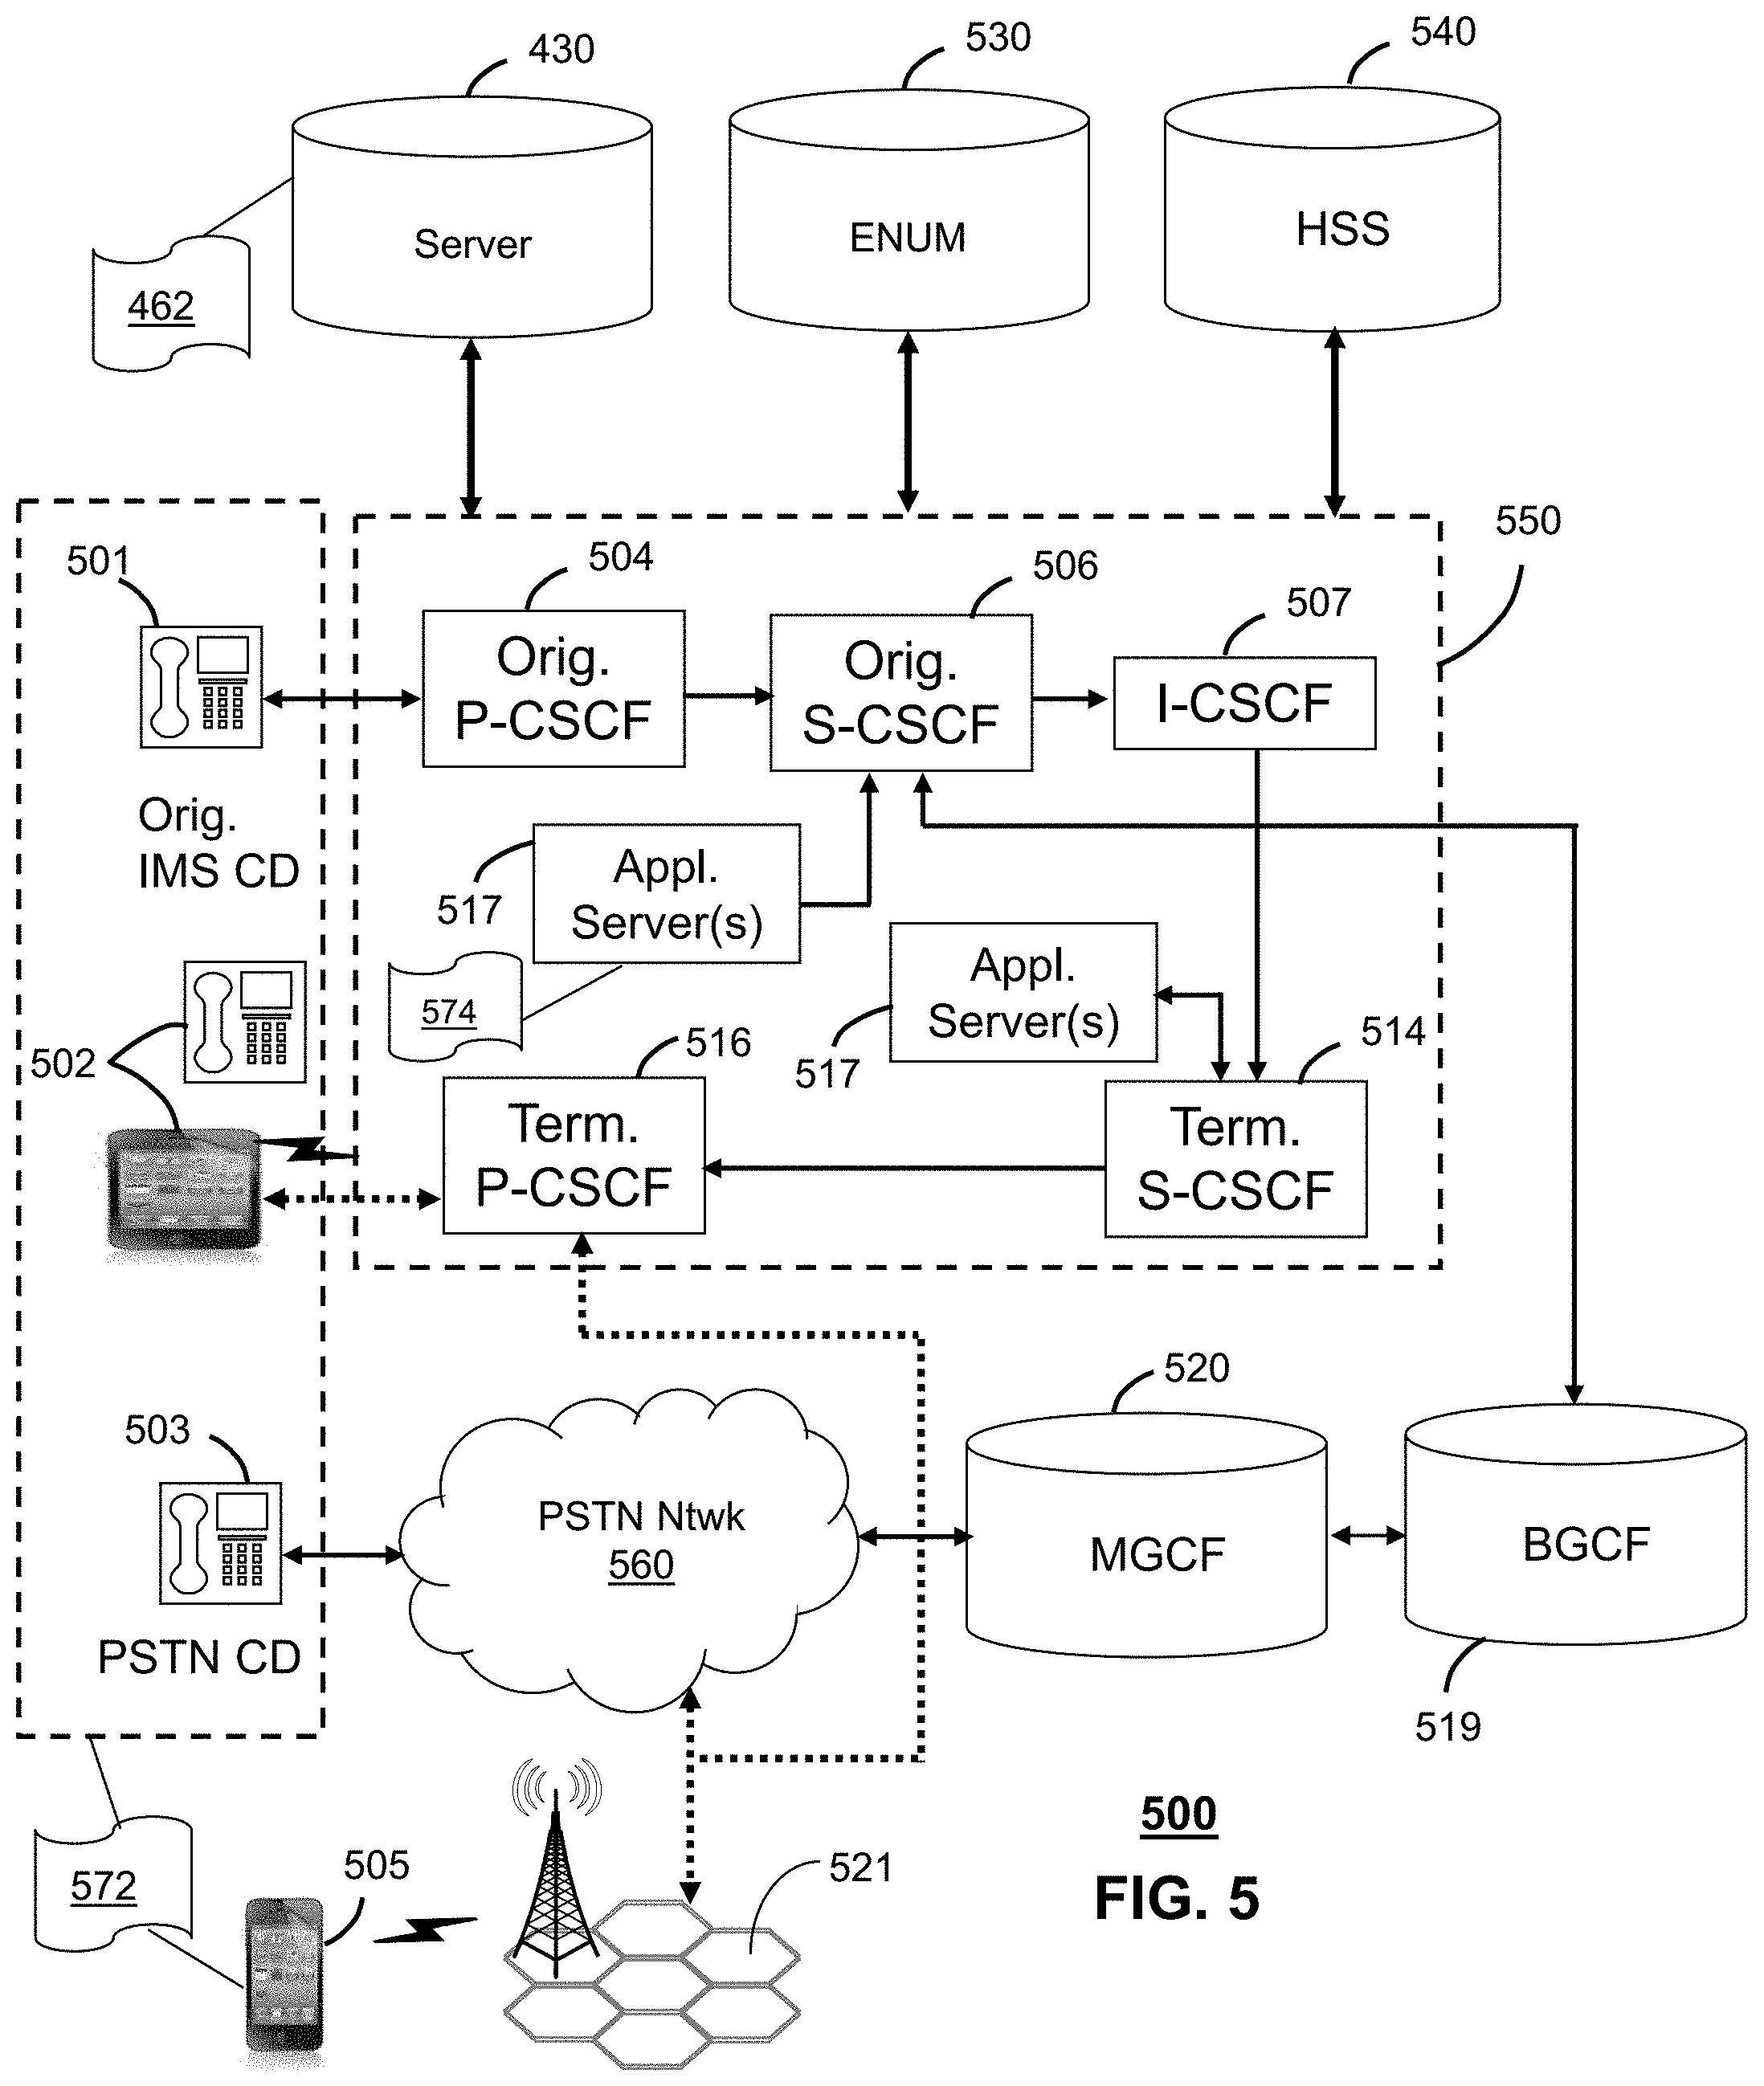 430
530
540
Server
ENUM
HSS
462
550
501
504
506
507
Orig.
P-CSCF
Orig.
S-CSCF
I-CSCF
Orig.
IMS CD
517
Appl.
Server(s)
574
Appl.
Server(s)
517
502
516
514
Term.
P-CSCF
Term.
S-CSCF
520
503
PSTN Ntwk
560
MGCF
BGCF
PSTN CD
519
500
FIG. 5
572
505
521